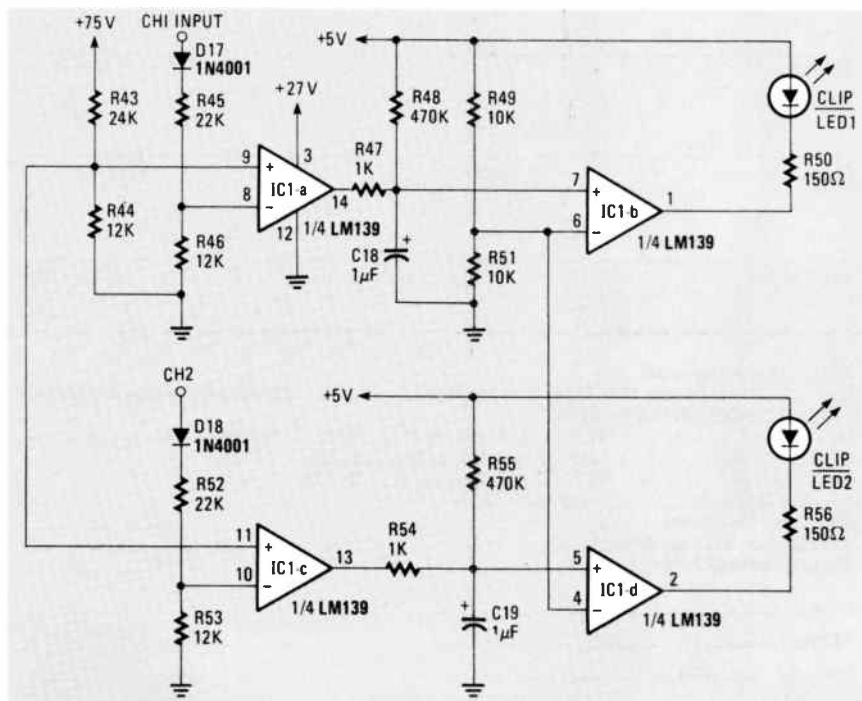 +75V
CHI INPUT
D17
1N4001
R43
24K
R45
22K
+27V
9
+
3
IC1-a
8
−
14
12
1/4 LM139
R44
12K
R46
12K
R47
1K
+5V
R48
470K
R49
10K
C18
1μF
+
R51
10K
7
+
6
−
IC1-b
1
1/4 LM139
CLIP
LED1
R50
150Ω
CH2
D18
1N4001
R52
22K
11
+
10
−
IC1-c
13
1/4 LM139
R53
12K
R54
1K
+5V
R55
470K
+
C19
1μF
5
+
4
−
IC1-d
2
1/4 LM139
CLIP
LED2
R56
150Ω